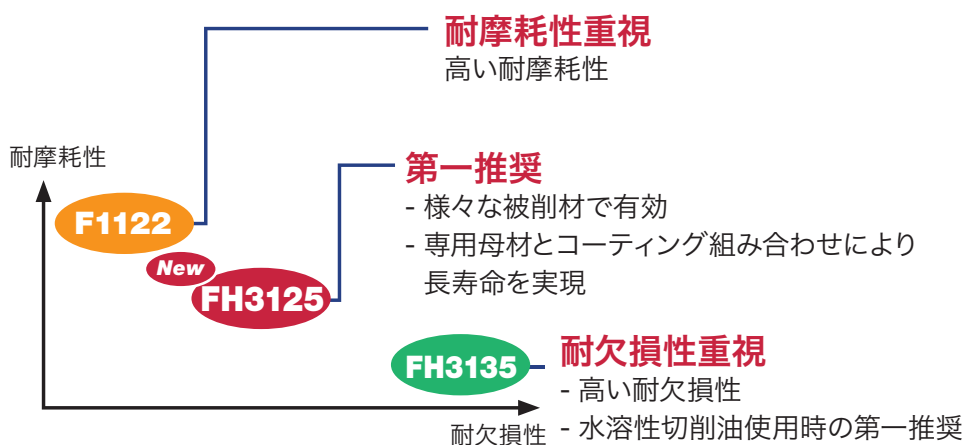 耐摩耗性重視
高い耐摩耗性
耐摩耗性
第一推奨
- 様々な被削材で有効
- 専用母材とコーティング組み合わせにより
長寿命を実現
F1122
New
FH3125
FH3135
耐欠損性重視
- 高い耐欠損性
- 水溶性切削油使用時の第一推奨
耐欠損性